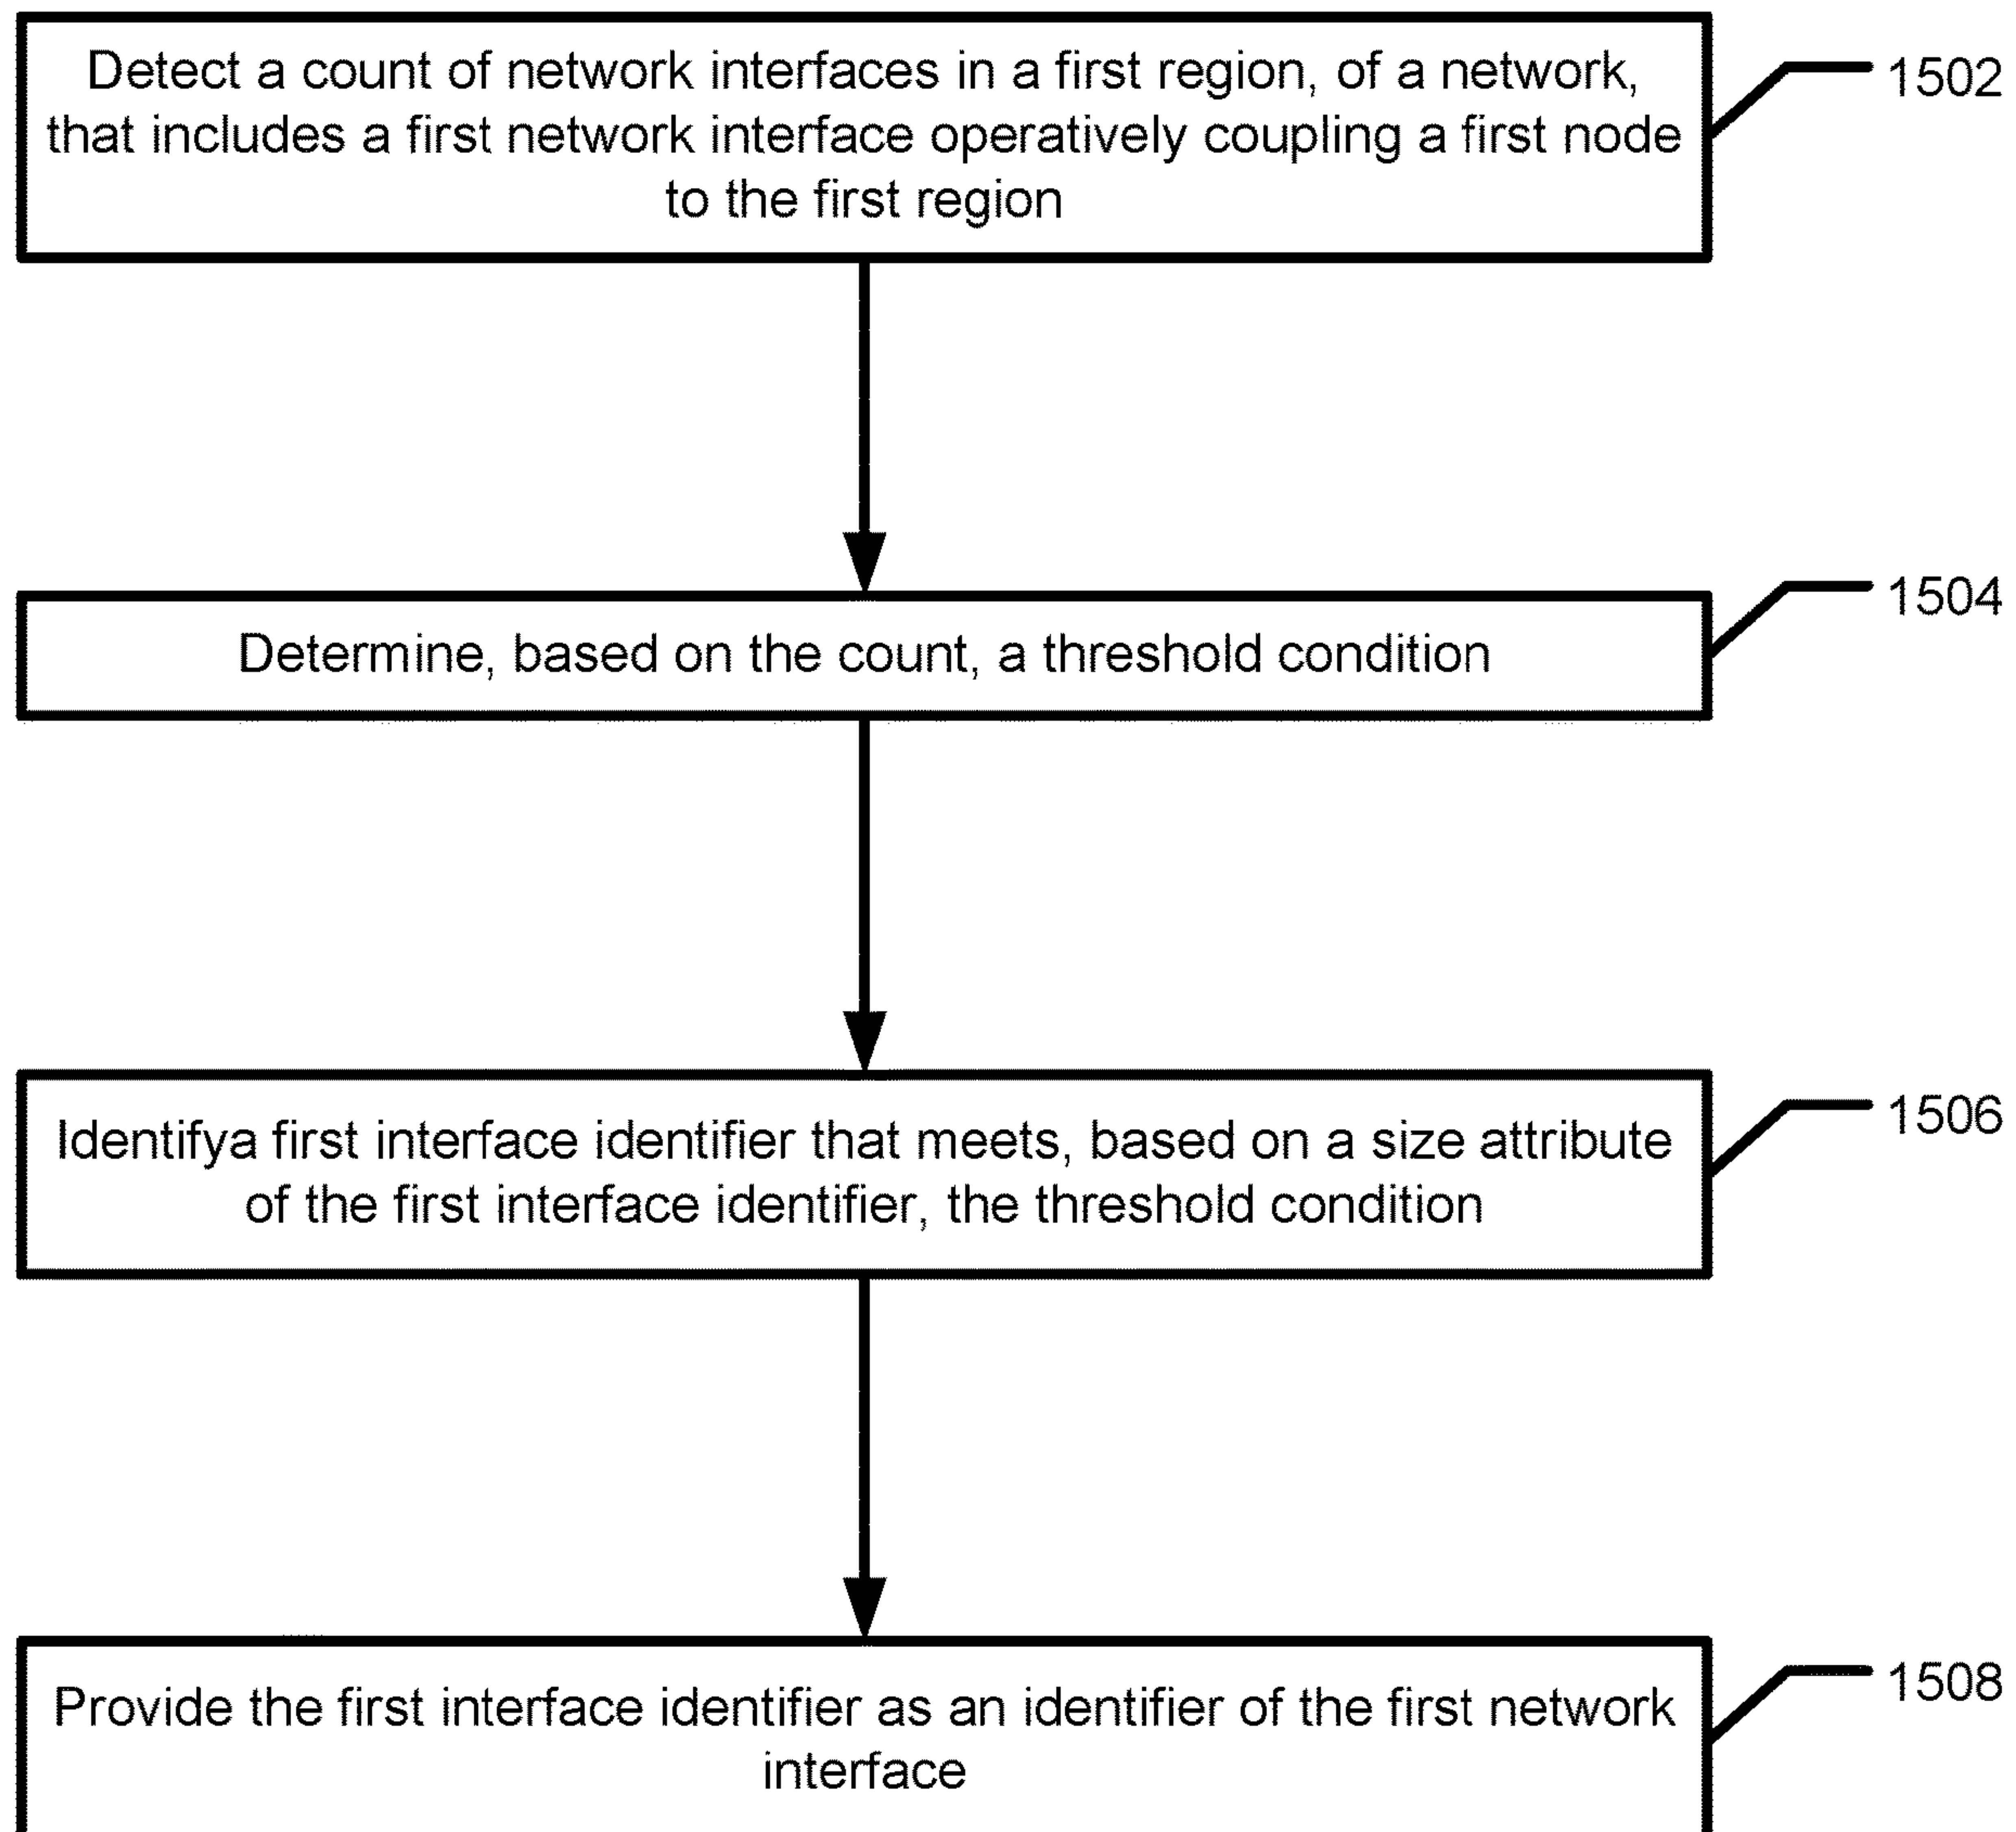 Detect a count of network interfaces in a first region, of a network,
that includes a first network interface operatively coupling a first node
to the first region
1502
Determine, based on the count, a threshold condition
1504
Identifya first interface identifier that meets, based on a size attribute
of the first interface identifier, the threshold condition
1506
Provide the first interface identifier as an identifier of the first network
interface
1508